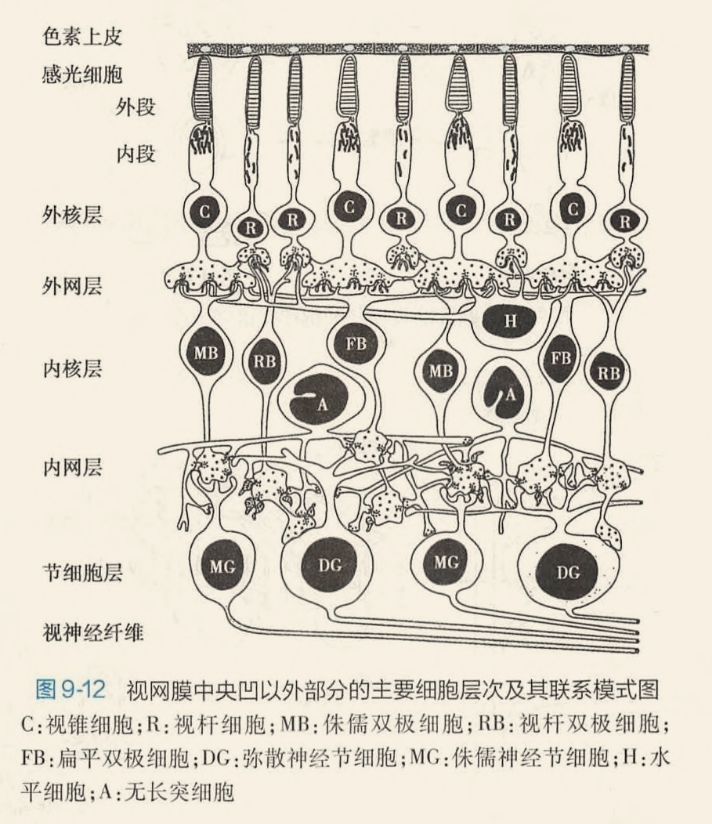 色素上皮
感光细胞
外段
内段
外核层
C R R C R C R C R
外网层
H
内核层
MB RB FB MB FB RB
A A
内网层
节细胞层
MG DG MG DG
视神经纤维
图 9-12 视网膜中央凹以外部分的主要细胞层次及其联系模式图
C:视锥细胞;R:视杆细胞;MB:侏儒双极细胞;RB:视杆双极细胞;
FB:扁平双极细胞;DG:弥散神经节细胞;MG:侏儒神经节细胞;H:水
平细胞;A:无长突细胞